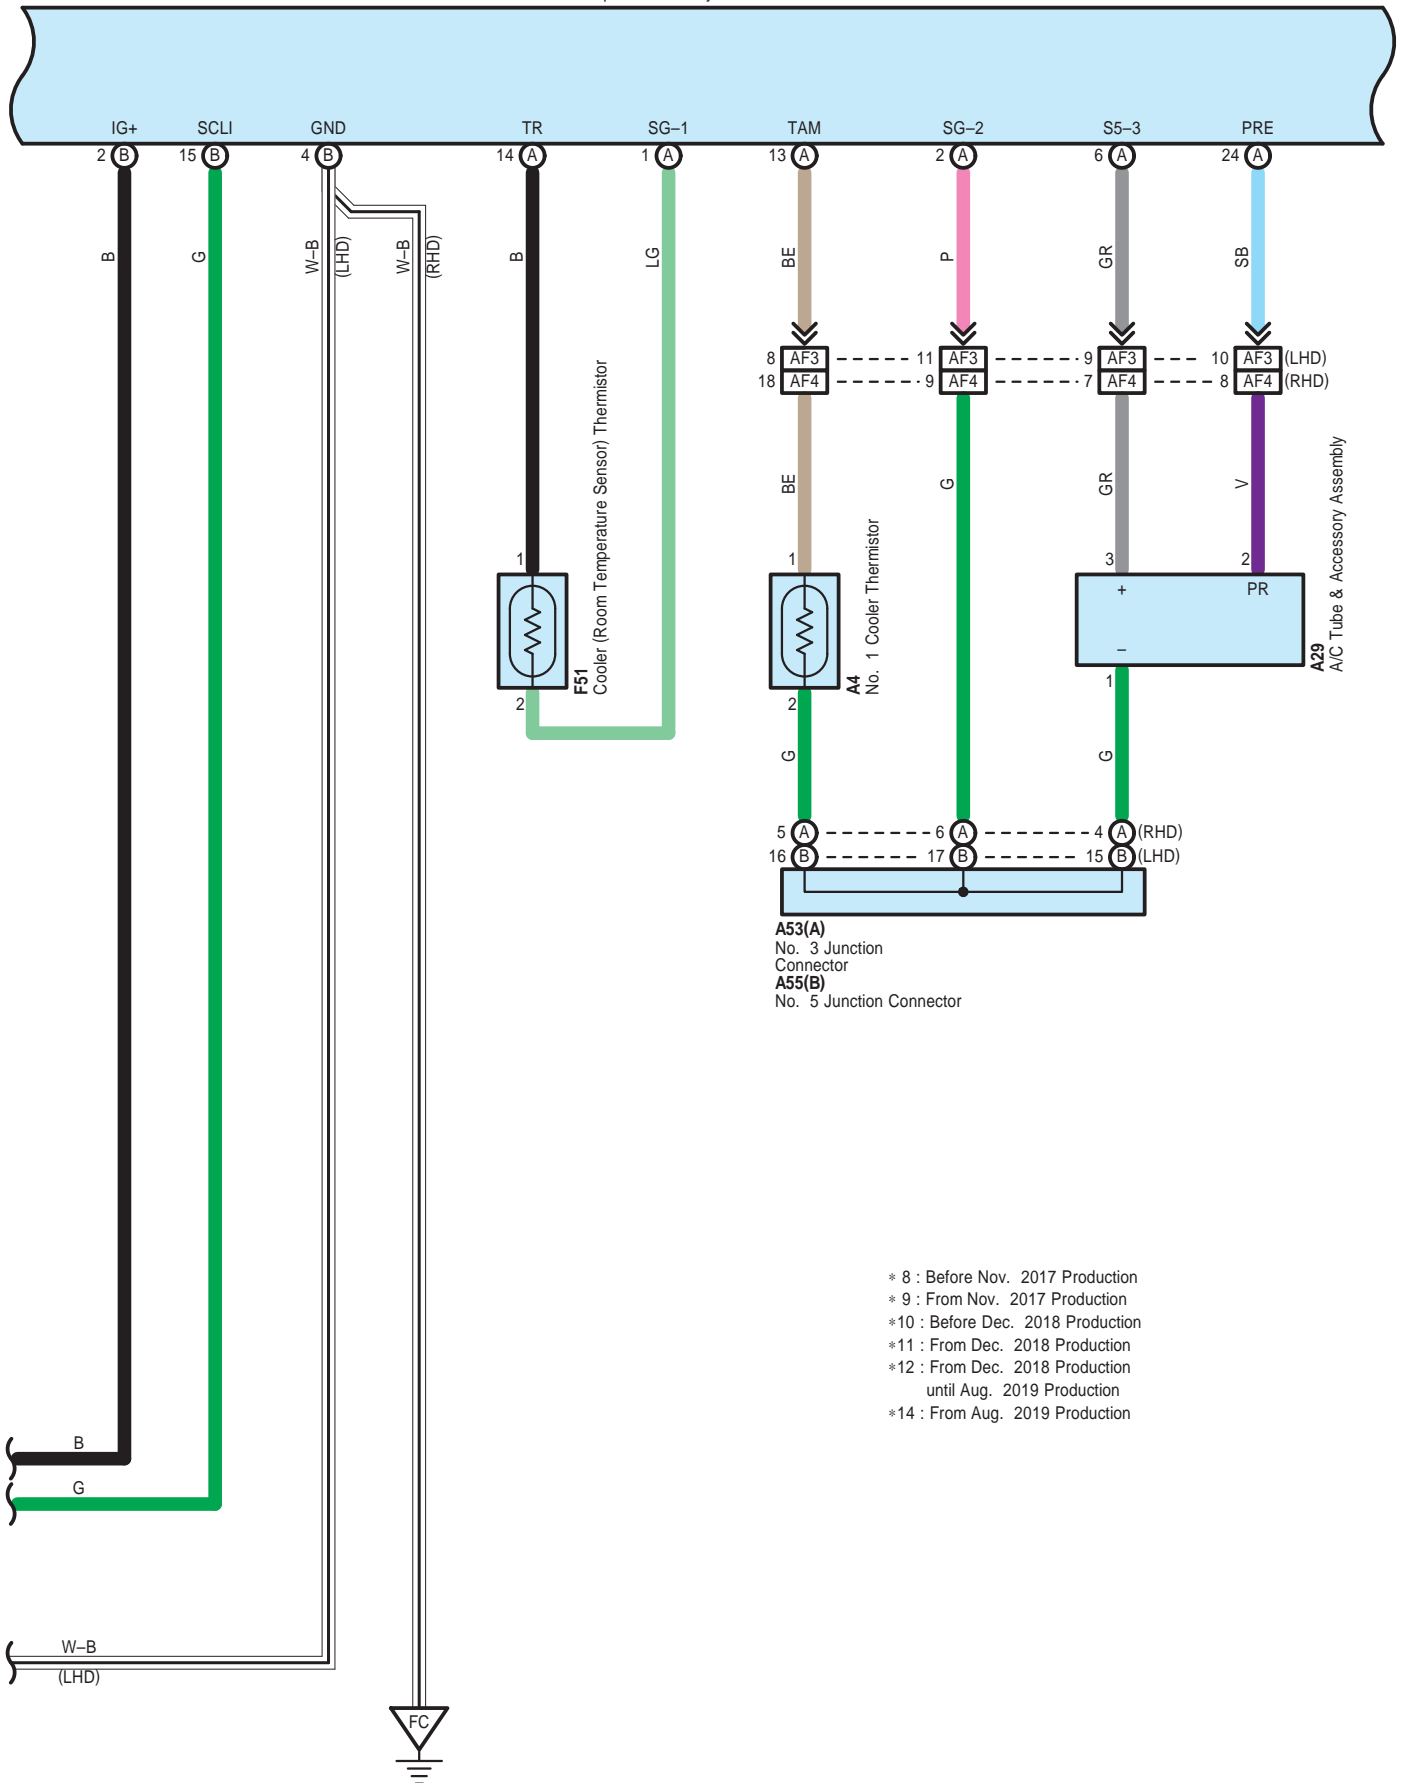 IG+ SCLI GND TR SG–1 TAM SG–2 S5–3 PRE
2 B 15 B 4 B 14 A 1 A 13 A 2 A 6 A 24 A
B G W–B (LHD) W–B (RHD) B LG BE P GR SB
8 AF3 11 AF3 9 AF3 10 AF3 (LHD)
18 AF4 9 AF4 7 AF4 8 AF4 (RHD)
BE G GR V
1 1 3 2
+ PR
–
F51
Cooler (Room Temperature Sensor) Thermistor
A4
No. 1 Cooler Thermistor
A29
A/C Tube & Accessory Assembly
2 2 1
G G
5 A 6 A 4 A (RHD)
16 B 17 B 15 B (LHD)
A53(A)
No. 3 Junction
Connector
A55(B)
No. 5 Junction Connector
* 8 : Before Nov. 2017 Production
* 9 : From Nov. 2017 Production
*10 : Before Dec. 2018 Production
*11 : From Dec. 2018 Production
*12 : From Dec. 2018 Production
until Aug. 2019 Production
*14 : From Aug. 2019 Production
B
G
W–B
(LHD)
FC